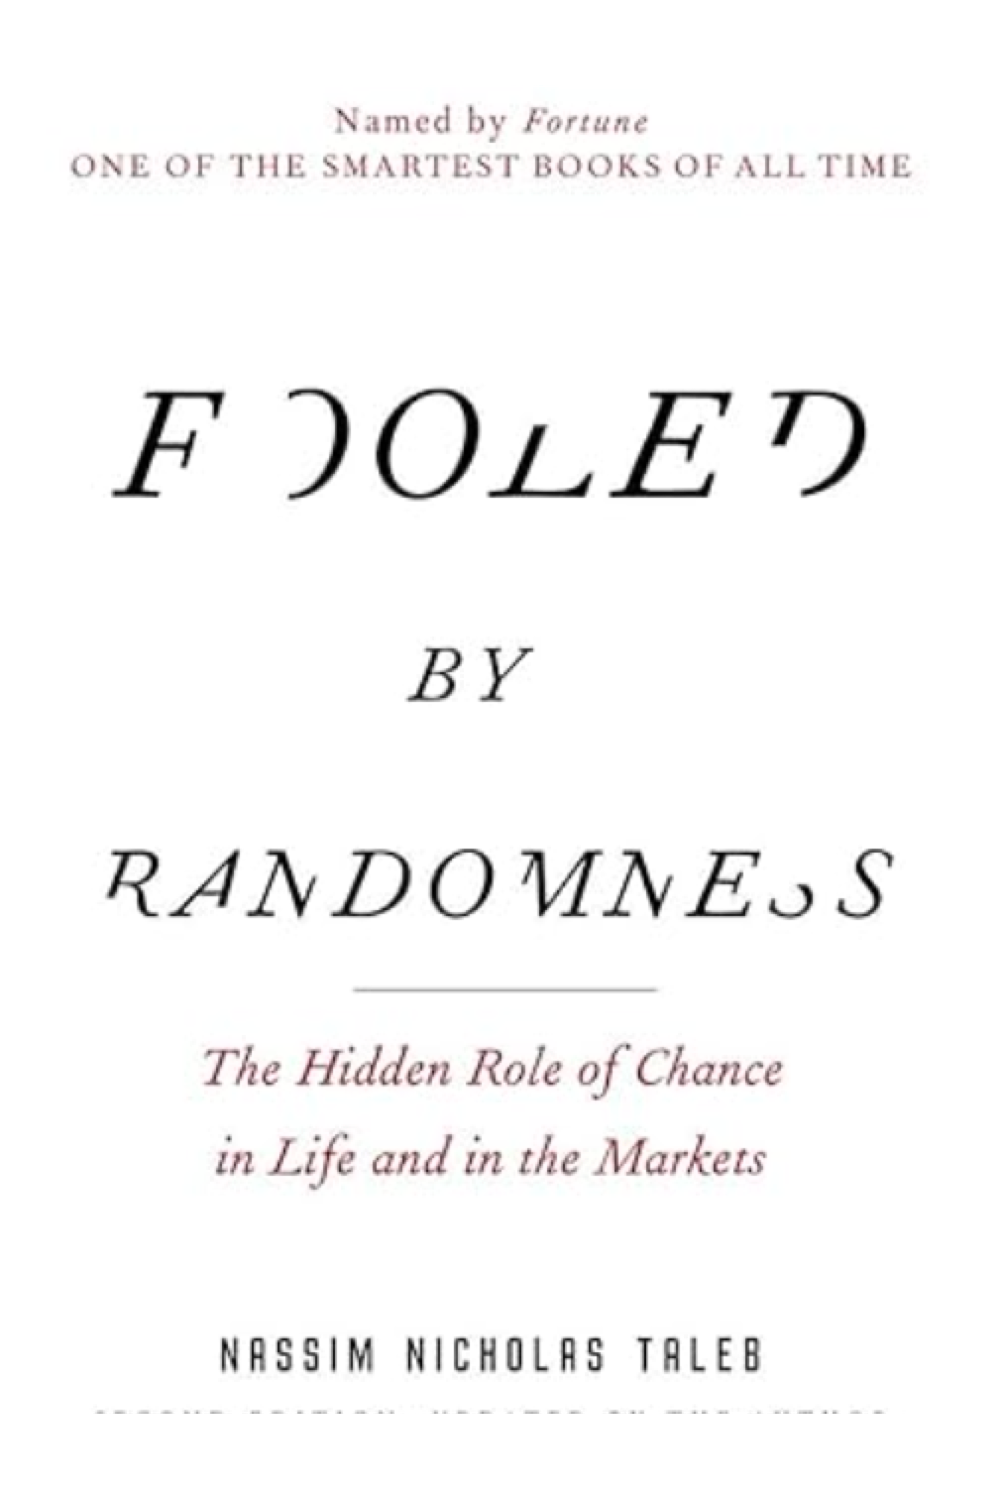 Named by Fortune
ONE OF THE SMARTEST BOOKS OF ALL TIME
FOOLED
BY
RANDOMNESS
The Hidden Role of Chance
in Life and in the Markets
NASSIM NICHOLAS TALEB